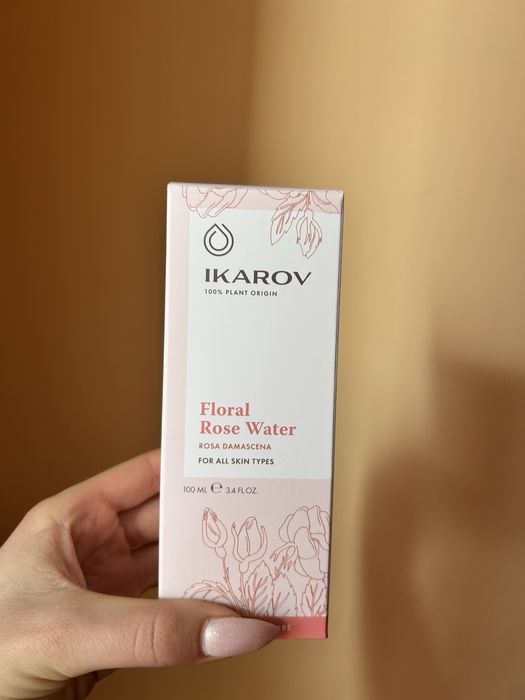 IKAROV
100% PLANT ORIGIN
Floral
Rose Water
ROSA DAMASCENA
FOR ALL SKIN TYPES
100 ML ℮ 3.4 FL.OZ.